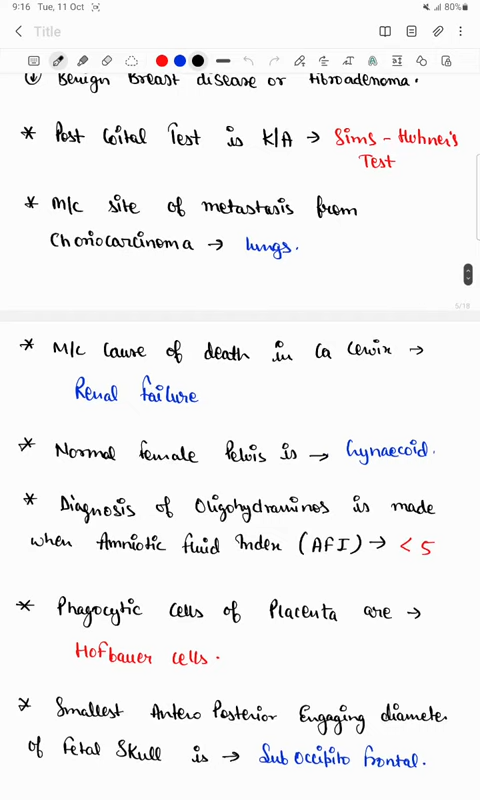 9:16 Tue, 11 Oct 80%
Title
④ Benign Breast disease or fibroadenoma.
* Post Coital Test is K/A → Sims - Huhner's
Test
* M/c site of metastasis from
Choriocarcinoma → lungs.
5/18
* M/c Cause of death in Ca Cervix →
Renal failure
* Normal female Pelvis is → Gynaecoid.
* Diagnosis of Oligohydraminos is made
when Amniotic fluid Index (AFI) → < 5
* Phagocytic cells of Placenta are →
Hofbauer cells.
* Smallest Antero Posterior Engaging diameter
of Fetal Skull is → Sub Occipito frontal.